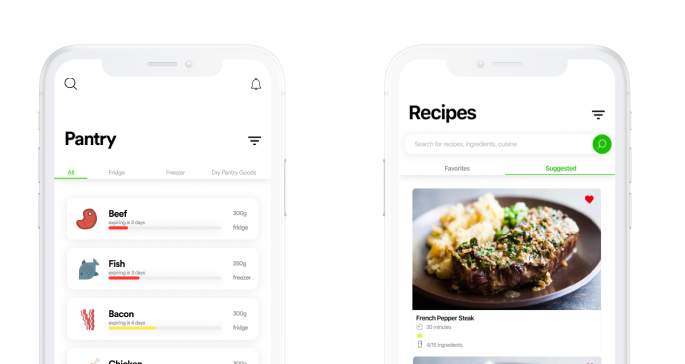 Pantry
All
Fridge
Freezer
Dry Pantry Goods
Beef
300g
expiring in 2 days
fridge
Fish
250g
expiring in 3 days
freezer
Bacon
300g
expiring in 4 days
fridge
Chicken
300g
Recipes
Search for recipes, ingredients, cuisine
Favorites
Suggested
French Pepper Steak
30 minutes
4/15 ingredients